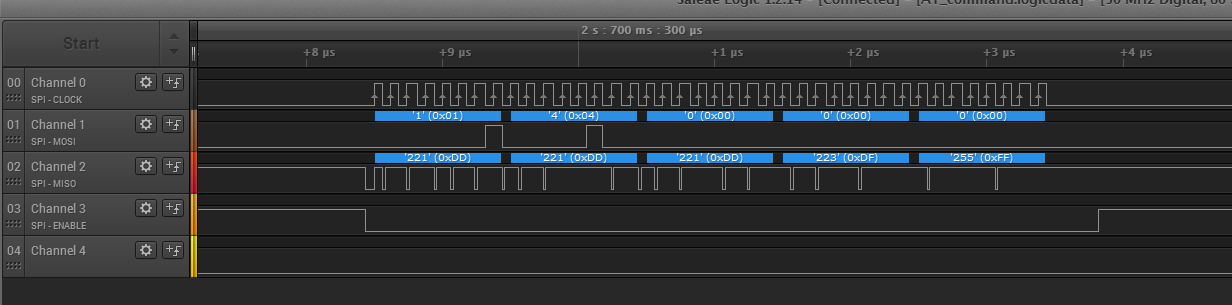 Saleae Logic 1.2.14 - [Connected] - [AT_command.logicdata] - [50 MHz Digital,
Start
2 s : 700 ms : 300 µs
+8 µs +9 µs +1 µs +2 µs +3 µs +4 µs
00 Channel 0
SPI - CLOCK
'1' (0x01) '4' (0x04) '0' (0x00) '0' (0x00) '0' (0x00)
01 Channel 1
SPI - MOSI
'221' (0xDD) '221' (0xDD) '221' (0xDD) '223' (0xDF) '255' (0xFF)
02 Channel 2
SPI - MISO
03 Channel 3
SPI - ENABLE
04 Channel 4